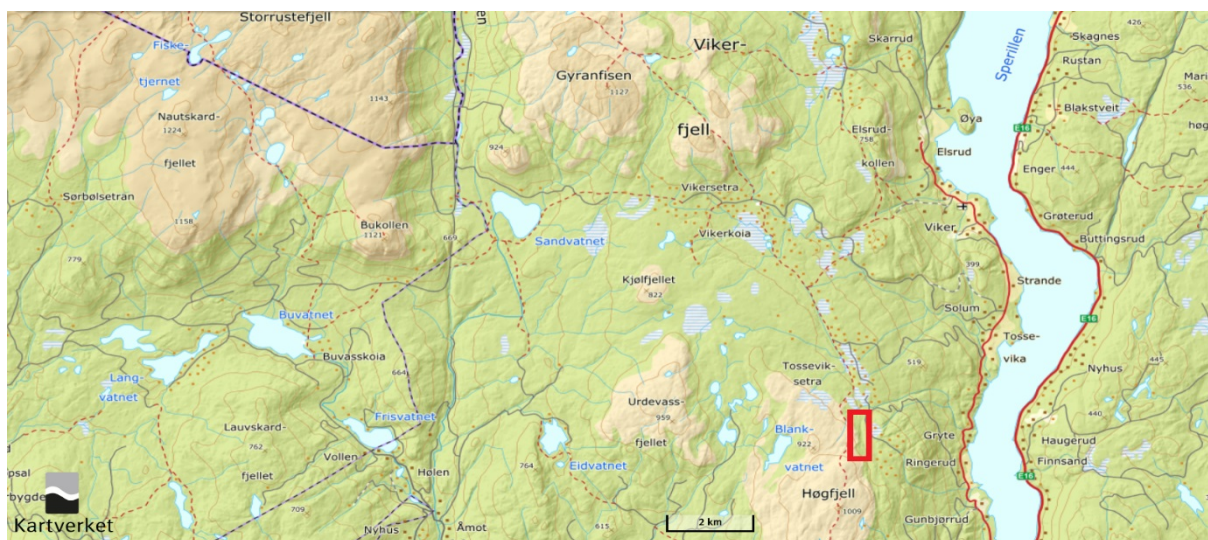 Storrustefjell
Fiske-
tjernet
Viker-
Gyranfisen
1127
fjell
1143
Nautskard-
1224
fjellet
924
Skarrud
Sperillen
426
Skagnes
Rustan
536
Blakstveit
Øya
E16
Elsrud-
758
kollen
Elsrud
Enger
444
Sørbølsetran
1158
Bukollen
1121
669
Vikersetra
Vikerkoia
Sandvatnet
Viker
Grøterud
Buttingsrud
779
Kjølfjellet
822
399
Strande
Solum
E16
Buvatnet
Buvasskoia
664
Lang-
vatnet
Tosse-
vika
519
445
Nyhus
Tossevik-
setra
Urdevass-
959
fjellet
Frisvatnet
Lauvskard-
762
fjellet
Vollen
Hølen
764
Eidvatnet
Blank-
922
vatnet
Gryte
440
Haugerud
Finnsand
Ringerud
E16
Høgfjell
1009
709
Nyhus
Åmot
615
2 km
Gunbjørrud
Kartverket